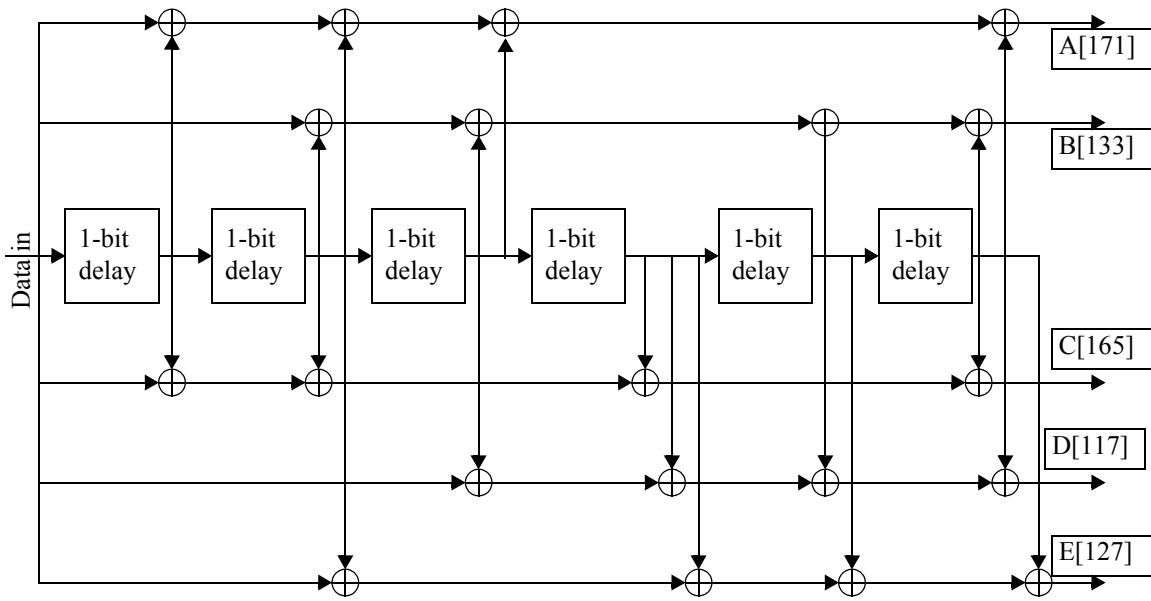 A[171]
B[133]
Data in
1-bit
delay
1-bit
delay
1-bit
delay
1-bit
delay
1-bit
delay
1-bit
delay
C[165]
D[117]
E[127]